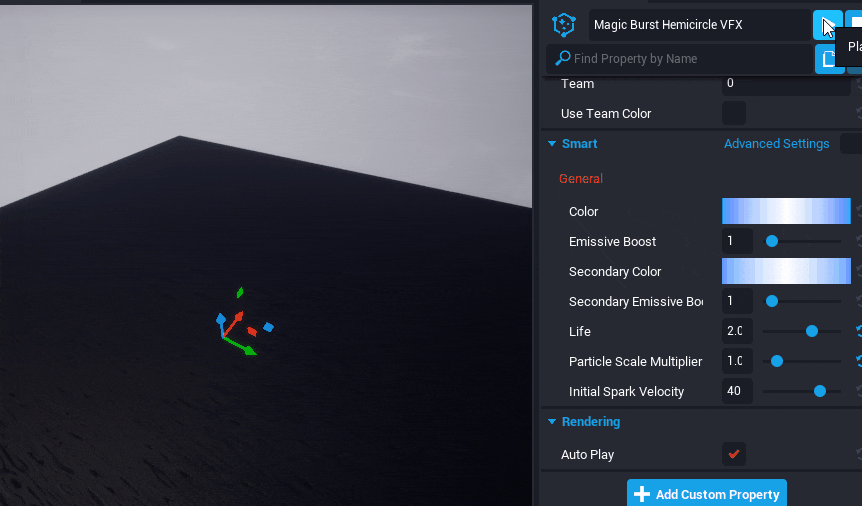 Magic Burst Hemicircle VFX
Pla
Find Property by Name
Team 0
Use Team Color
Smart Advanced Settings
General
Color
Emissive Boost 1
Secondary Color
Secondary Emissive Bo
Life 2.0
Particle Scale Multiplier 1.0
Initial Spark Velocity 40
Rendering
Auto Play
Add Custom Property